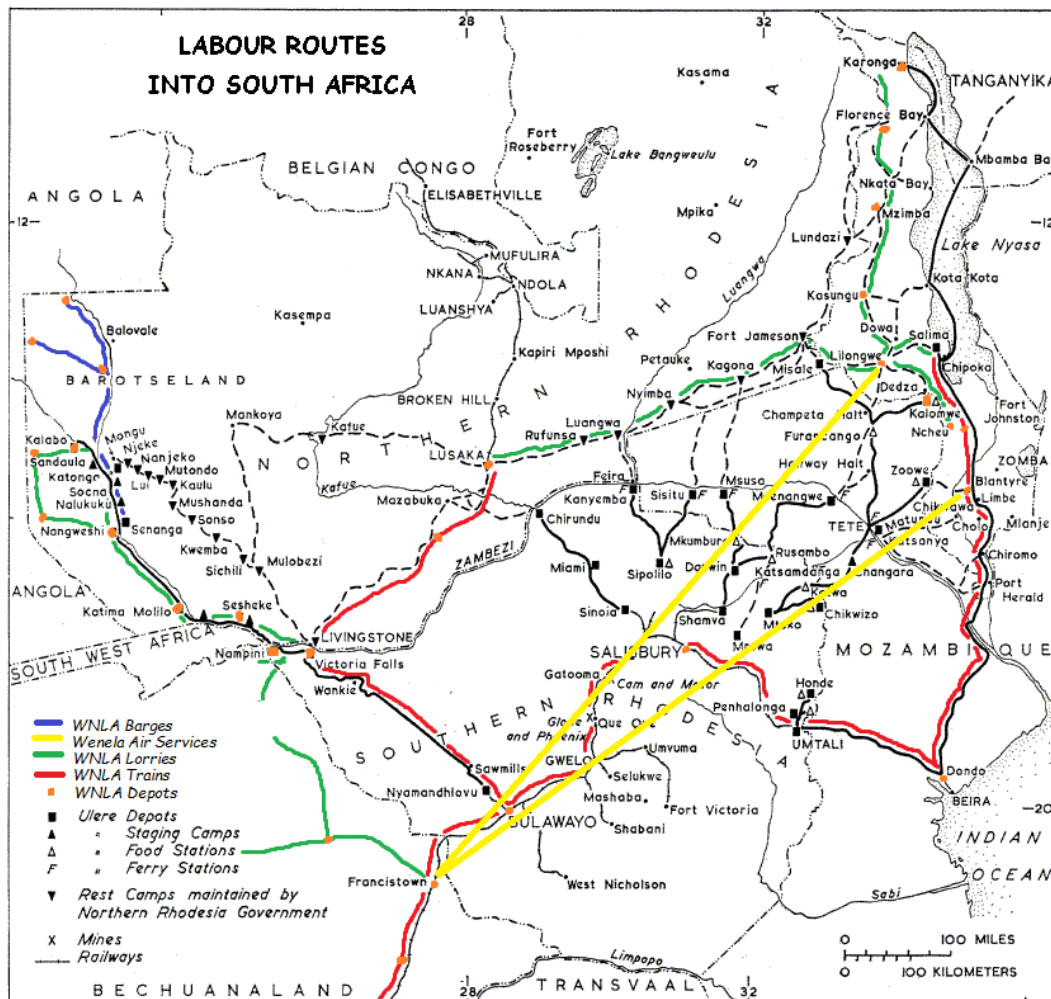 LABOUR ROUTES
INTO SOUTH AFRICA
28
32
Karonga
TANGANYIKA
Kasama
Florence Bay
Fort
Roseberry
Lake Bangweulu
Mbamba Ba
BELGIAN CONGO
ELISABETHVILLE
ANGOLA
12
12
Nkata Bay
Mzimba
Mpika
Lundazi
Lake Nyasa
MUFULIRA
NKANA
NDOLA
LUANSHYA
Luangwa
Kota Kota
Kasungu
Kasempa
Balovale
Dowa
Salima
Fort Jameson
Lilongwe
Chipoka
Kapiri Mposhi
Petauke
Kagona
Misale
BAROTSELAND
Dedza
Nyimba
BROKEN HILL
Kalomwe
Fort
Johnston
Champeta Halt
Ncheu
Mankoya
Kafue
Luangwa
Rufunsa
Furancango
NORTHERN RHODESIA
Kalabo
Mongu
Njeke
Sandaula
Nanjeko
Katongo
Mutondo
Lui
Kaulu
Socna
Nalukuku
Mushanda
LUSAKA
Feira
Msusa
Zoowe
ZOMBA
Blantyre
Limbe
Kafue
Kanyemba
Sisitu
F
F
F
F
F
F
Mazabuka
Senanga
Sonso
Nangweshi
Chirundu
TETE
Matundu
Cholo
Mlanje
Katsanya
Kwemba
Mulobezi
Sichili
ZAMBEZI
Rusambo
Chiromo
Miami
Sipolilo
Darwin
Katsamdanga
Changara
Port
Herald
ANGOLA
Katima Molilo
Sesheke
Sinoia
Shamva
Chikwizo
LIVINGSTONE
SOUTH WEST AFRICA
Nampini
Victoria Falls
SALISBURY
MOZAMBIQUE
Wankie
Gatooma
Cam and Motor
Honde
Penhalonga
SOUTHERN RHODESIA
Globe
and Phoenix
Que Que
X
UMTALI
Umvuma
GWELO
Sawmills
Selukwe
Dondo
Nyamandhlovu
Mashaba
Fort Victoria
BEIRA
20
BULAWAYO
Shabani
INDIAN
OCEAN
Francistown
West Nicholson
Sabi
WNLA Barges
Wenela Air Services
WNLA Lorries
WNLA Trains
WNLA Depots
Ulere Depots
" Staging Camps
" Food Stations
F " Ferry Stations
Rest Camps maintained by
Northern Rhodesia Government
X Mines
Railways
0 100 MILES
0 100 KILOMETERS
Limpopo
BECHUANALAND
28
TRANSVAAL
32